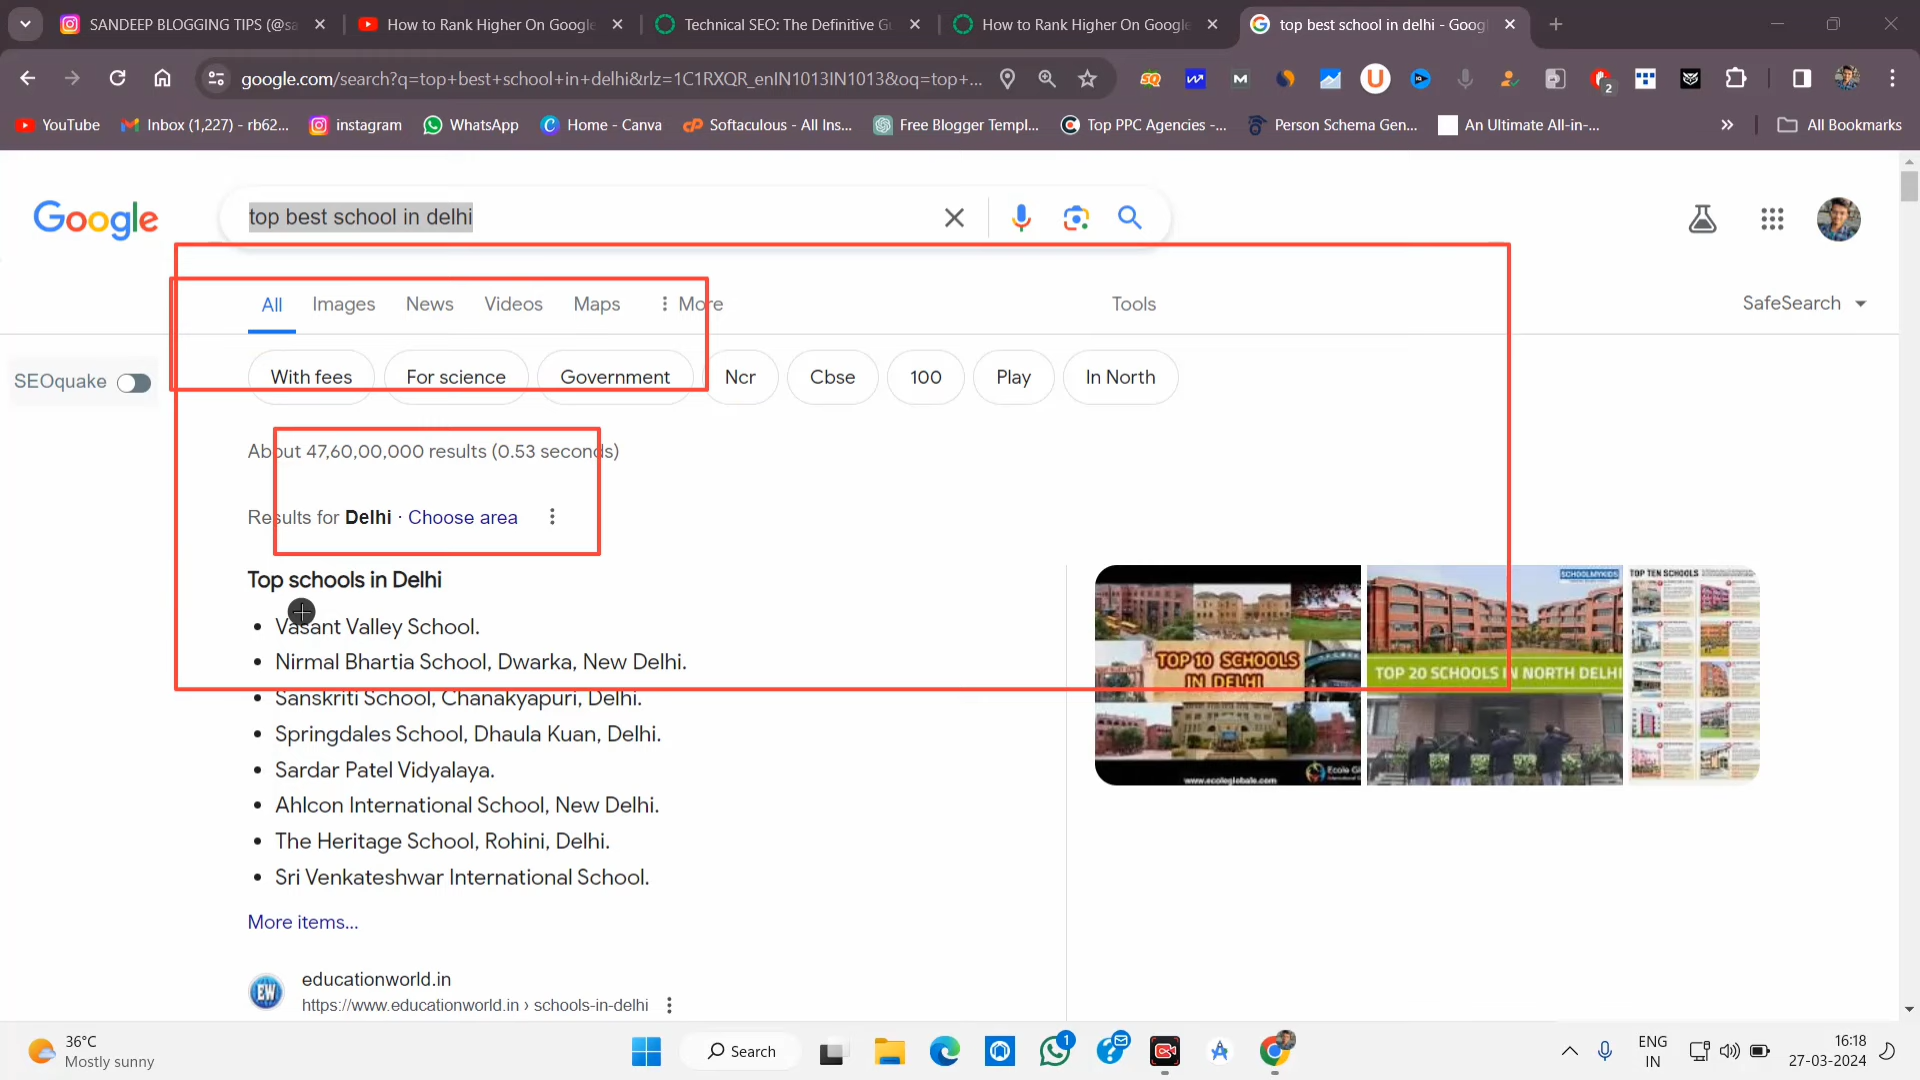 SANDEEP BLOGGING TIPS (@sa
How to Rank Higher On Google
Technical SEO: The Definitive Gu
How to Rank Higher On Google
top best school in delhi - Goog
google.com/search?q=top+best+school+in+delhi&rlz=1C1RXQR_enIN1013IN1013&oq=top+...
2
YouTube
Inbox (1,227) - rb62...
instagram
WhatsApp
Home - Canva
Softaculous - All Ins...
Free Blogger Templ...
Top PPC Agencies -...
Person Schema Gen...
An Ultimate All-in-...
All Bookmarks
Google
top best school in delhi
All
Images
News
Videos
Maps
More
Tools
SafeSearch
SEOquake
With fees
For science
Government
Ncr
Cbse
100
Play
In North
About 47,60,00,000 results (0.53 seconds)
Results for Delhi · Choose area
Top schools in Delhi
Vasant Valley School.
Nirmal Bhartia School, Dwarka, New Delhi.
Sanskriti School, Chanakyapuri, Delhi.
Springdales School, Dhaula Kuan, Delhi.
Sardar Patel Vidyalaya.
Ahlcon International School, New Delhi.
The Heritage School, Rohini, Delhi.
Sri Venkateshwar International School.
More items...
TOP 10 SCHOOLS
IN DELHI
www.ecoleglobale.com
SCHOOLMYKIDS
TOP 20 SCHOOLS IN NORTH DELHI
TOP TEN SCHOOLS
EW
educationworld.in
https://www.educationworld.in › schools-in-delhi
36°C
Mostly sunny
Search
1
ENG
IN
16:18
27-03-2024